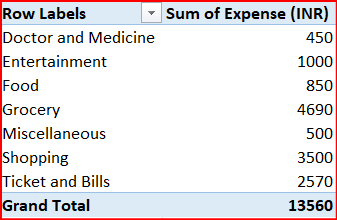 Row Labels Sum of Expense (INR)
Doctor and Medicine 450
Entertainment 1000
Food 850
Grocery 4690
Miscellaneous 500
Shopping 3500
Ticket and Bills 2570
Grand Total 13560